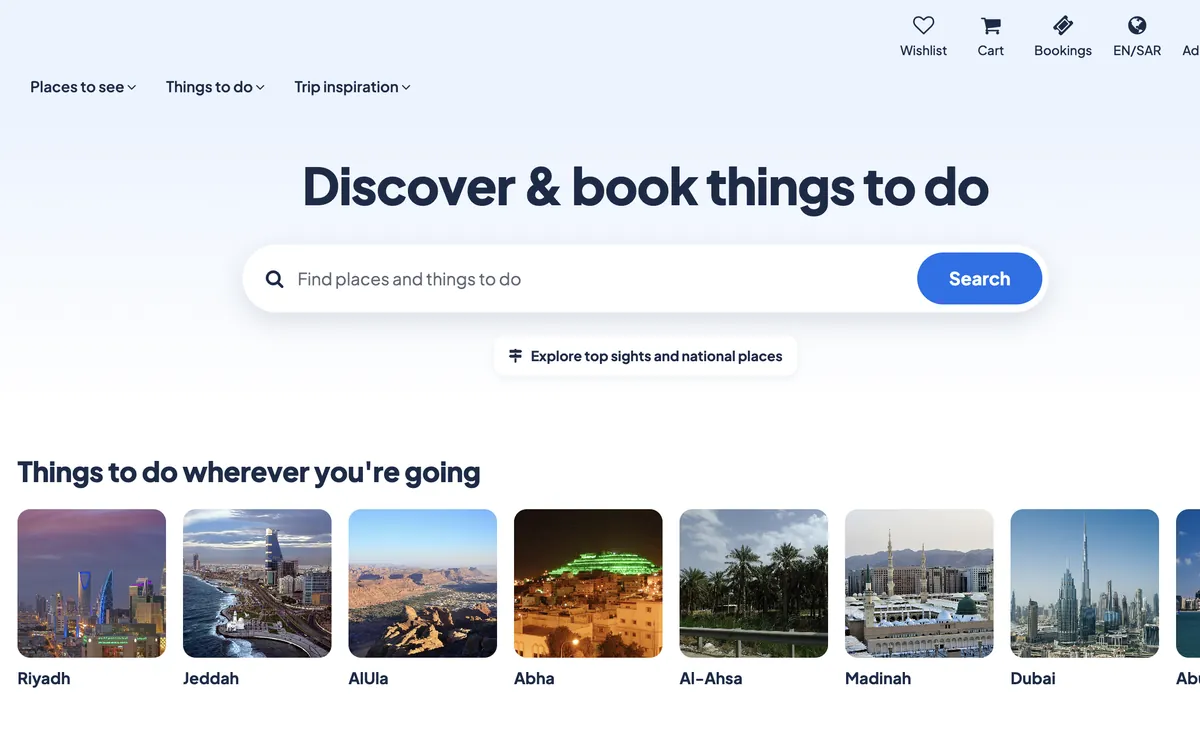 Wishlist
Cart
Bookings
EN/SAR
Ad
Places to see
Things to do
Trip inspiration
Discover & book things to do
Find places and things to do
Search
Explore top sights and national places
Things to do wherever you're going
Riyadh
Jeddah
AlUla
Abha
Al-Ahsa
Madinah
Dubai
Abu